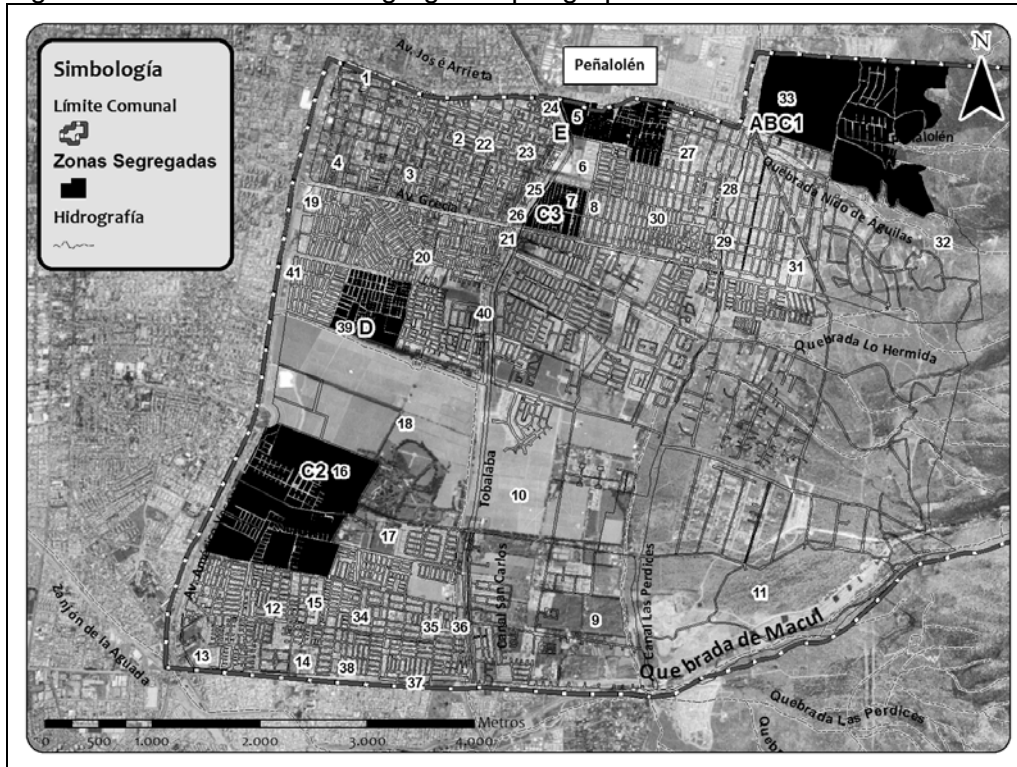 Simbología
Límite Comunal
Zonas Segregadas
Hidrografía
Peñalolén
N
Av. José Arrieta
1
24
5
E
33
ABC1
2
22
23
6
27
4
3
Av. Grecia
25
7
8
28
Quebrada Nido de Águilas
19
26
C3
30
21
29
32
31
20
41
39
D
40
Quebrada Lo Hermida
18
C2
16
10
Tobalaba
17
11
12
15
34
35
36
9
Canal San Carlos
Canal Las Perdices
Quebrada de Macul
Zanjón de la Aguada
13
14
38
37
Quebrada Las Perdices
Metros
0 500 1.000 2.000 3.000 4.000